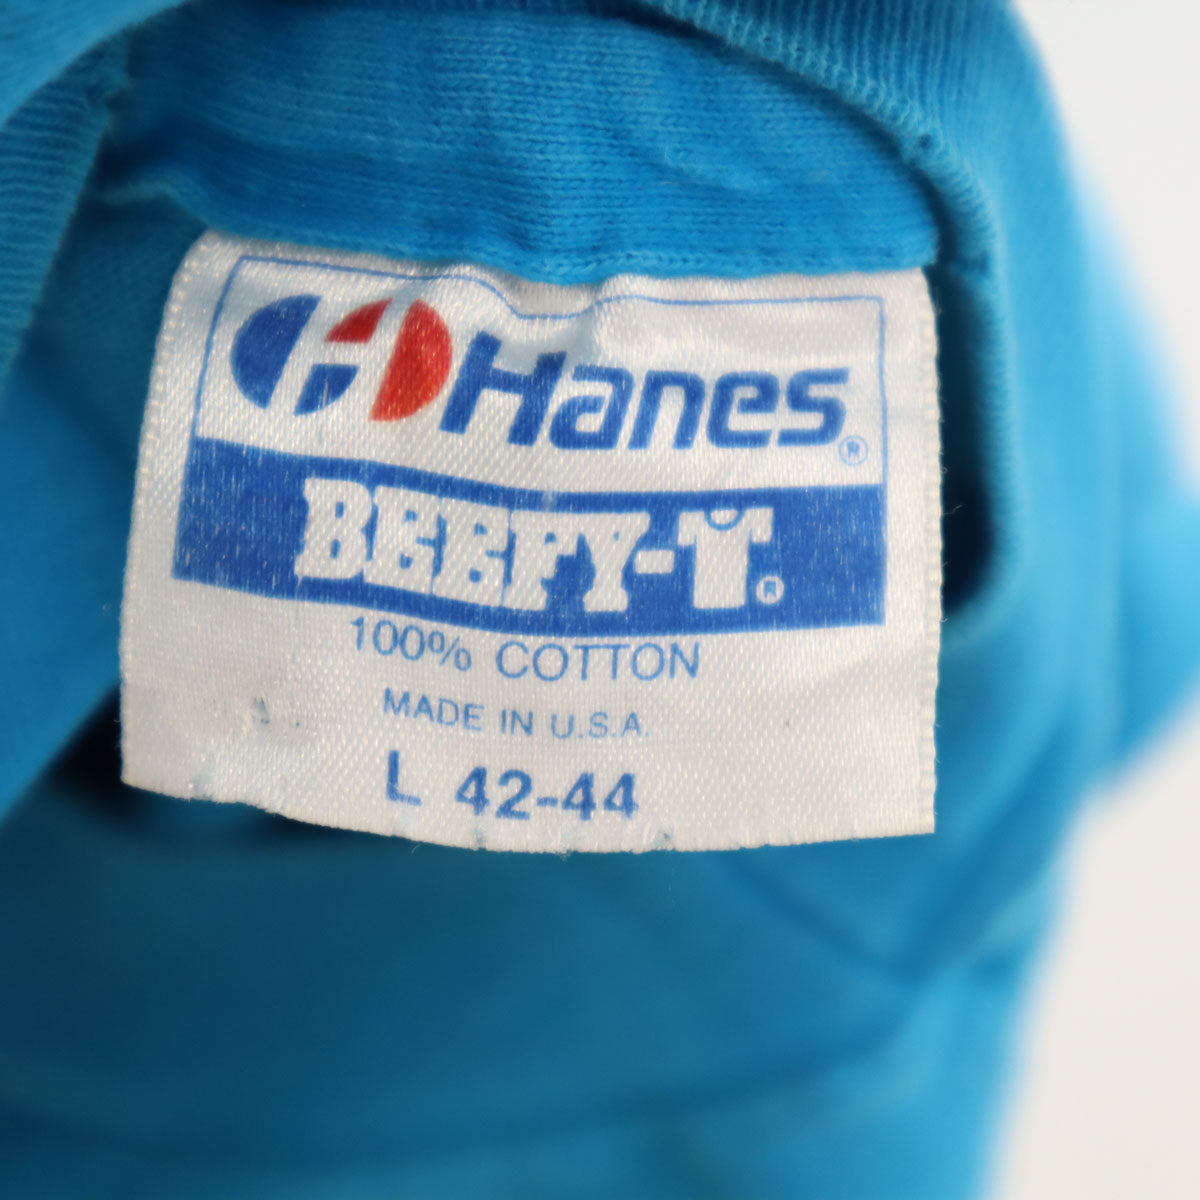 Hanes®
BEEFY-T®
100% COTTON
MADE IN U.S.A.
L 42-44